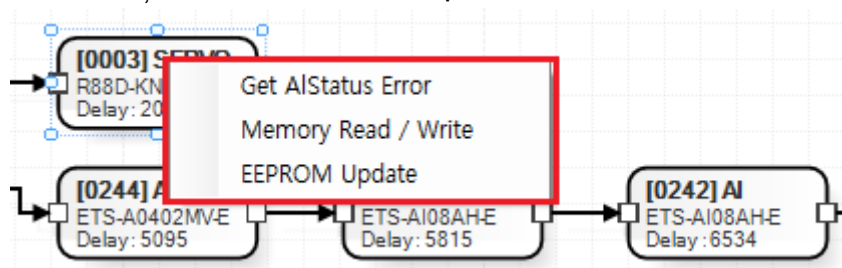 [0003] SERVO
R88D-KN
Delay: 20
Get AlStatus Error
Memory Read / Write
EEPROM Update
[0244] A
ETS-A0402MV-E
Delay: 5095
ETS-AI08AH-E
Delay: 5815
[0242] AI
ETS-AI08AH-E
Delay :6534